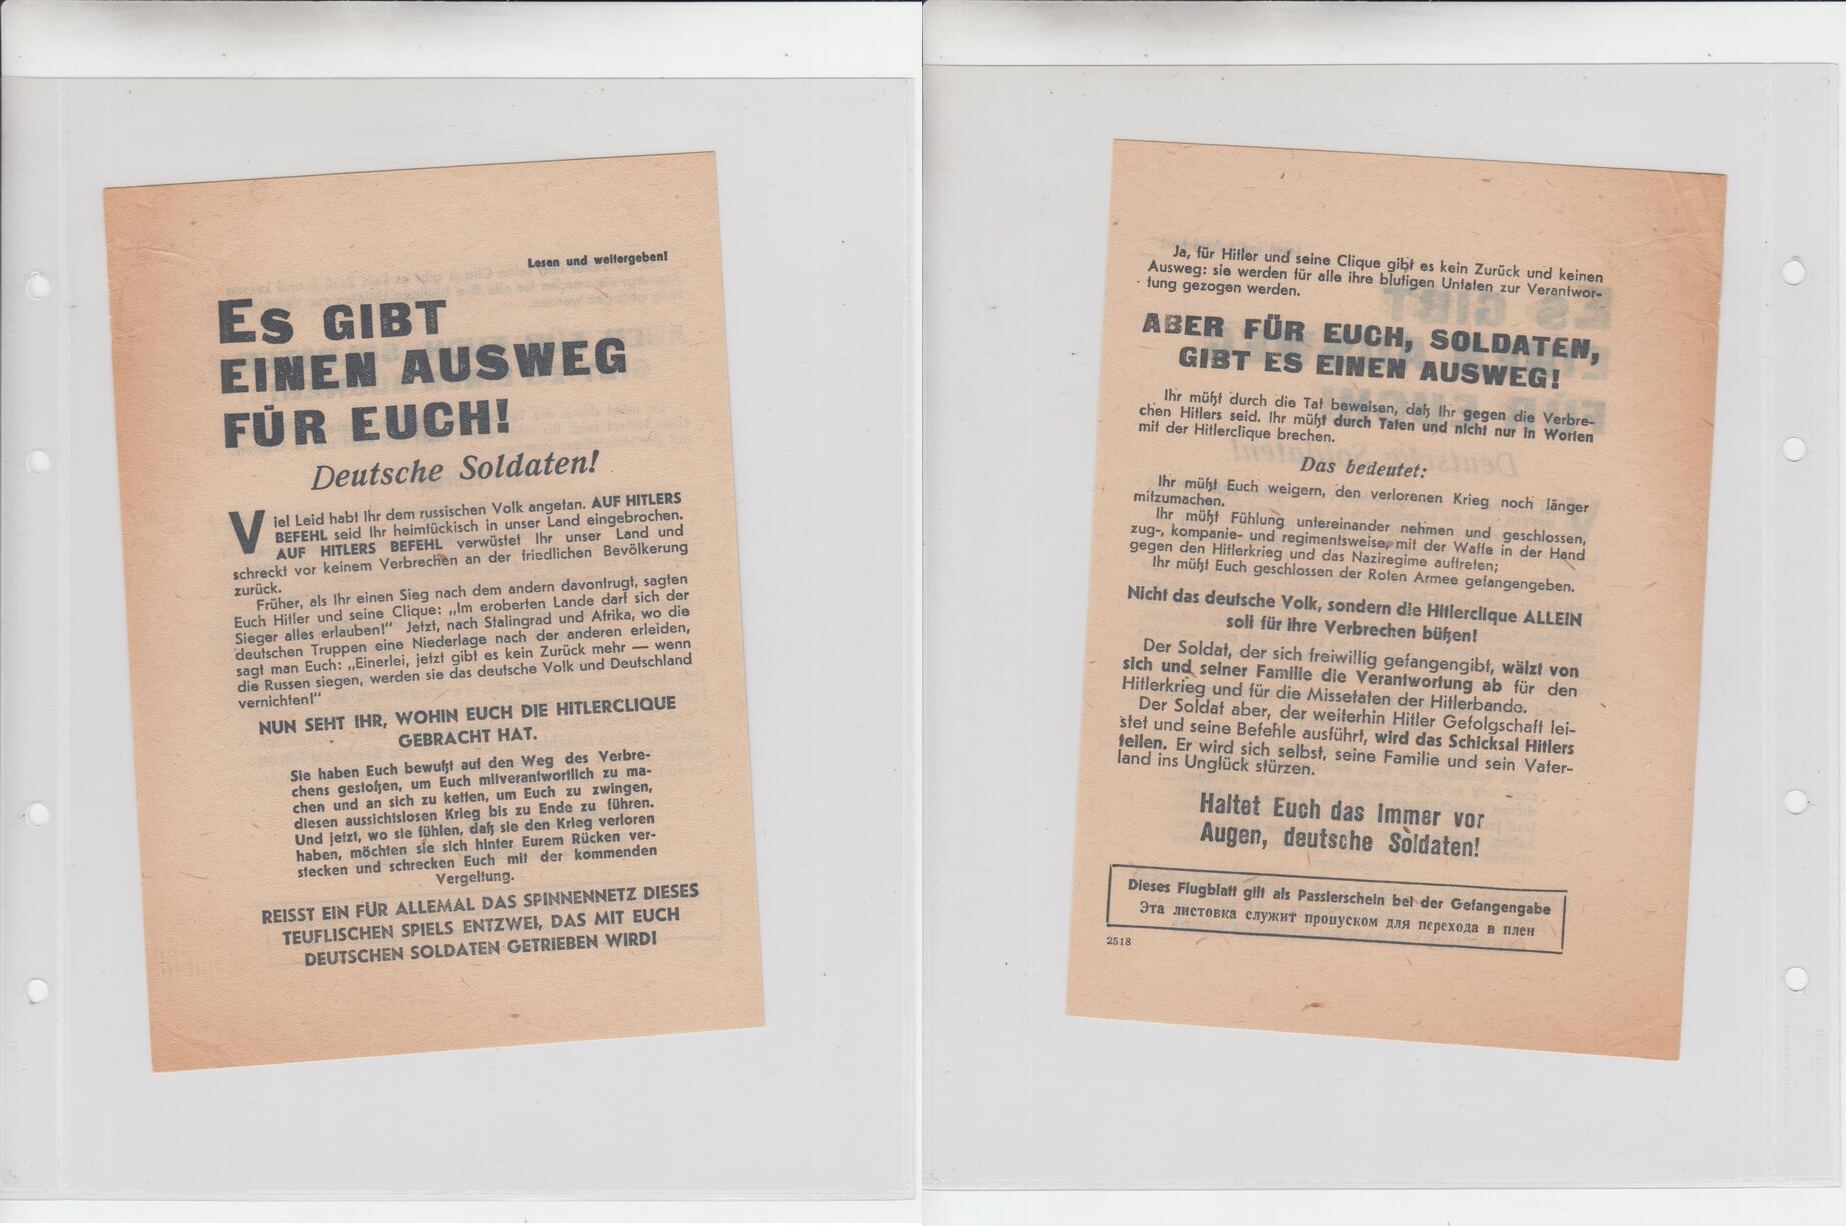 Lesen und weitergeben!
ES GIBT
EINEN AUSWEG
FÜR EUCH!
Deutsche Soldaten!
Viel Leid habt Ihr dem russischen Volk angetan. AUF HITLERS
BEFEHL seid Ihr heimtückisch in unser Land eingebrochen.
AUF HITLERS BEFEHL verwüstet Ihr unser Land und
schreckt vor keinem Verbrechen an der friedlichen Bevölkerung
zurück.
Früher, als Ihr einen Sieg nach dem andern davontrugt, sagten
Euch Hitler und seine Clique: „Im eroberten Lande darf sich der
Sieger alles erlauben!“ Jetzt, nach Stalingrad und Afrika, wo die
deutschen Truppen eine Niederlage nach der anderen erleiden,
sagt man Euch: „Einerlei, jetzt gibt es kein Zurück mehr — wenn
die Russen siegen, werden sie das deutsche Volk und Deutschland
vernichten!“
NUN SEHT IHR, WOHIN EUCH DIE HITLERCLIQUE
GEBRACHT HAT.
Sie haben Euch bewußt auf den Weg des Verbre-
chens gestoßen, um Euch mitverantwortlich zu ma-
chen und an sich zu ketten, um Euch zu zwingen,
diesen aussichtslosen Krieg bis zu Ende zu führen.
Und jetzt, wo sie fühlen, daß sie den Krieg verloren
haben, möchten sie sich hinter Eurem Rücken ver-
stecken und schrecken Euch mit der kommenden
Vergeltung.
REISST EIN FÜR ALLEMAL DAS SPINNENNETZ DIESES
TEUFLISCHEN SPIELS ENTZWEI, DAS MIT EUCH
DEUTSCHEN SOLDATEN GETRIEBEN WIRD!
Ja, für Hitler und seine Clique gibt es kein Zurück und keinen
Ausweg: sie werden für alle ihre blutigen Untaten zur Verantwor-
tung gezogen werden.
ABER FÜR EUCH, SOLDATEN,
GIBT ES EINEN AUSWEG!
Ihr müßt durch die Tat beweisen, daß Ihr gegen die Verbre-
chen Hitlers seid. Ihr müßt durch Taten und nicht nur in Worten
mit der Hitlerclique brechen.
Das bedeutet:
Ihr müßt Euch weigern, den verlorenen Krieg noch länger
mitzumachen.
Ihr müßt Fühlung untereinander nehmen und geschlossen,
zug-, kompanie- und regimentsweise, mit der Waffe in der Hand
gegen den Hitlerkrieg und das Naziregime auftreten;
Ihr müßt Euch geschlossen der Roten Armee gefangengeben.
Nicht das deutsche Volk, sondern die Hitlerclique ALLEIN
soll für ihre Verbrechen büßen!
Der Soldat, der sich freiwillig gefangengibt, wälzt von
sich und seiner Familie die Verantwortung ab für den
Hitlerkrieg und für die Missetaten der Hitlerbande.
Der Soldat aber, der weiterhin Hitler Gefolgschaft lei-
stet und seine Befehle ausführt, wird das Schicksal Hitlers
teilen. Er wird sich selbst, seine Familie und sein Vater-
land ins Unglück stürzen.
Haltet Euch das immer vor
Augen, deutsche Soldaten!
Dieses Flugblatt gilt als Passierschein bei der Gefangengabe
Эта листовка служит пропуском для перехода в плен
2518